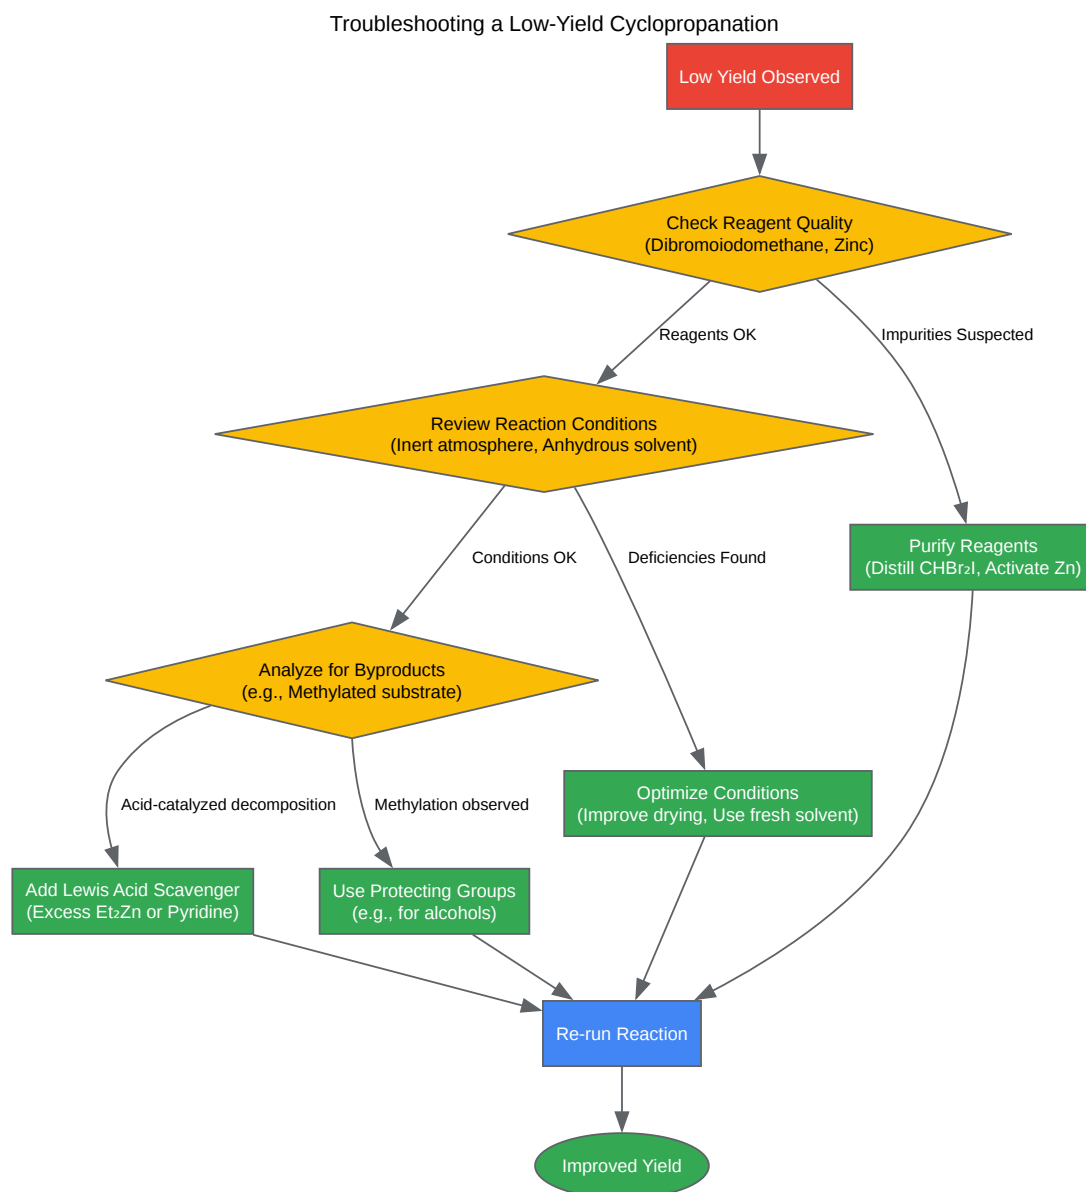 Troubleshooting a Low-Yield Cyclopropanation
Low Yield Observed
Check Reagent Quality
(Dibromoiodomethane, Zinc)
Reagents OK
Impurities Suspected
Review Reaction Conditions
(Inert atmosphere, Anhydrous solvent)
Purify Reagents
(Distill CHBr₂I, Activate Zn)
Conditions OK
Deficiencies Found
Analyze for Byproducts
(e.g., Methylated substrate)
Acid-catalyzed decomposition
Methylation observed
Optimize Conditions
(Improve drying, Use fresh solvent)
Add Lewis Acid Scavenger
(Excess Et₂Zn or Pyridine)
Use Protecting Groups
(e.g., for alcohols)
Re-run Reaction
Improved Yield